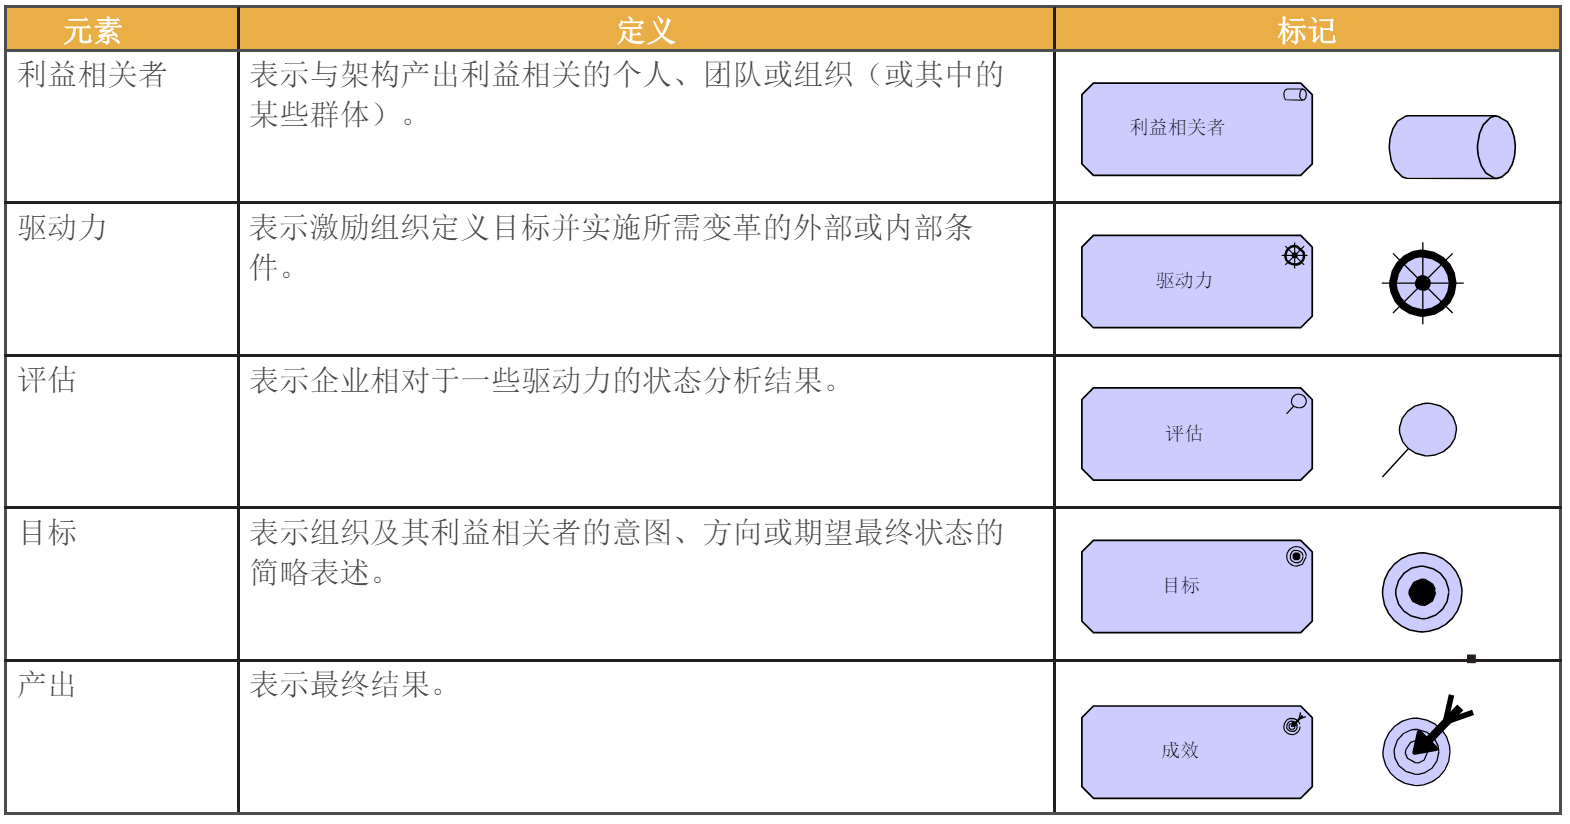 元素 定义 标记
利益相关者 表示与架构产出利益相关的个人、团队或组织（或其中的
某些群体）。
利益相关者
驱动力 表示激励组织定义目标并实施所需变革的外部或内部条
件。
驱动力
评估 表示企业相对于一些驱动力的状态分析结果。
评估
目标 表示组织及其利益相关者的意图、方向或期望最终状态的
简略表述。
目标
产出 表示最终结果。
成效